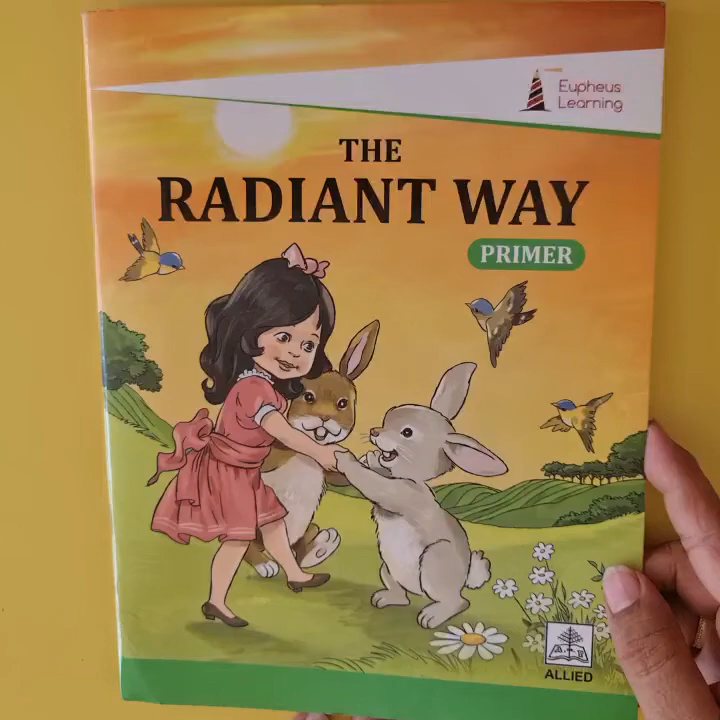 Eupheus
Learning
THE
RADIANT WAY
PRIMER
ALLIED